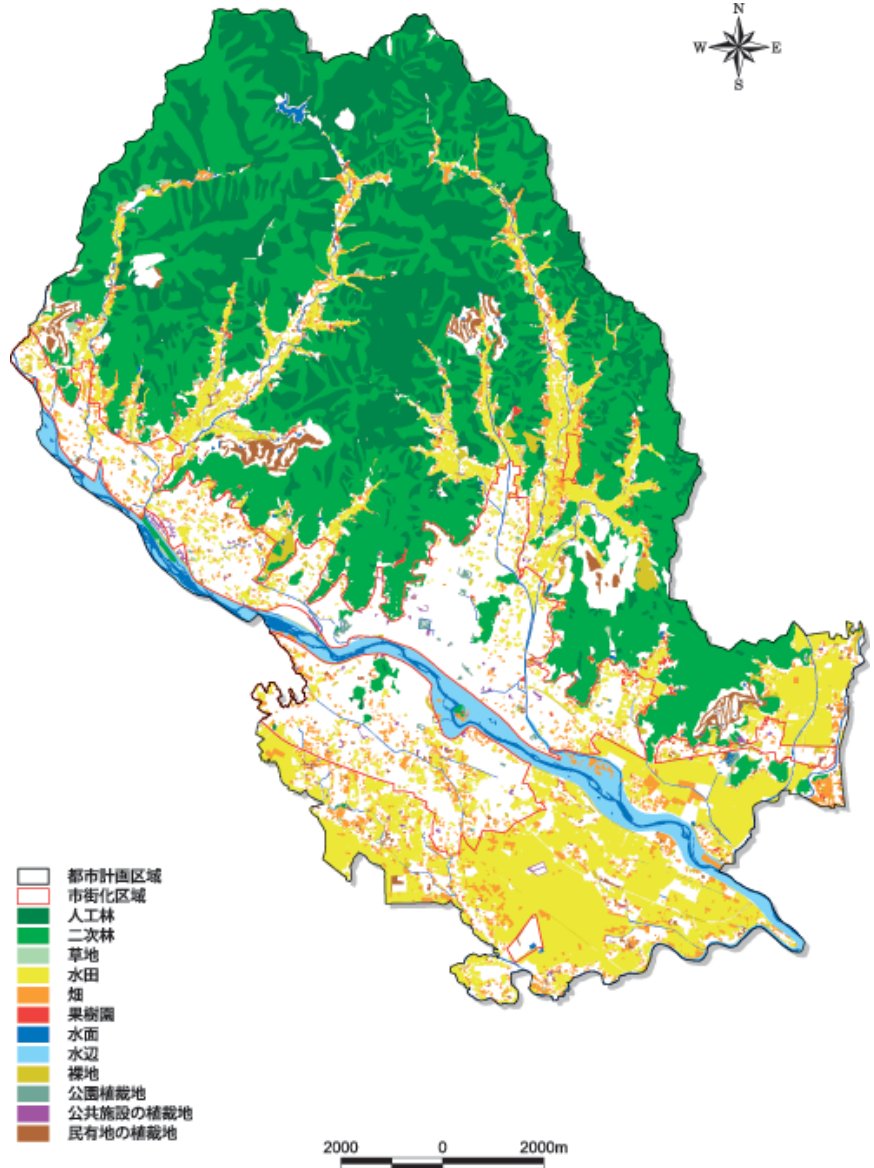 N
W E
S
都市計画区域
市街化区域
人工林
二次林
草地
水田
畑
果樹園
水面
水辺
裸地
公園植栽地
公共施設の植栽地
民有地の植栽地
2000 0 2000m